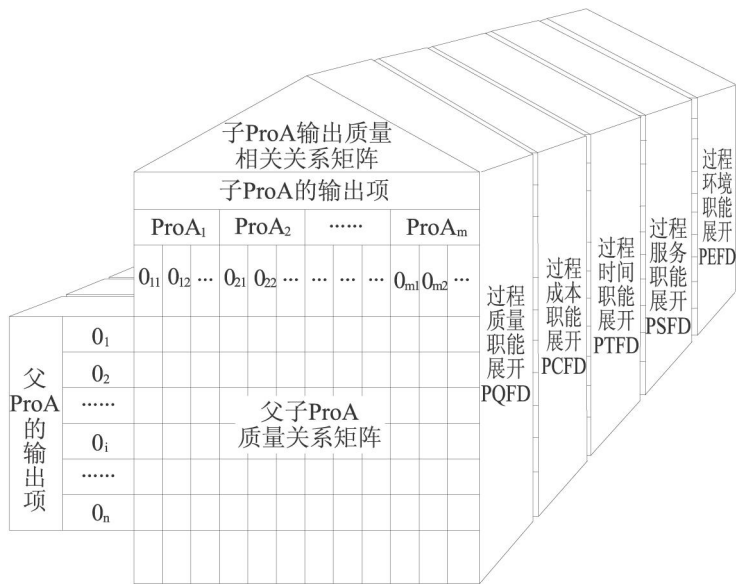 子ProA输出质量
相关关系矩阵
子ProA的输出项
ProA₁ ProA₂ …… ProAₘ
0₁₁ 0₁₂ … 0₂₁ 0₂₂ … … … … 0ₘ₁ 0ₘ₂ …
父
ProA
的
输
出
项
0₁
0₂
……
0ᵢ
……
0ₙ
父子ProA
质量关系矩阵
过程
质量
职能
展开
PQFD
过程
成本
职能
展开
PCFD
过程
时间
职能
展开
PTFD
过程
服务
职能
展开
PSFD
过程
环境
职能
展开
PEFD